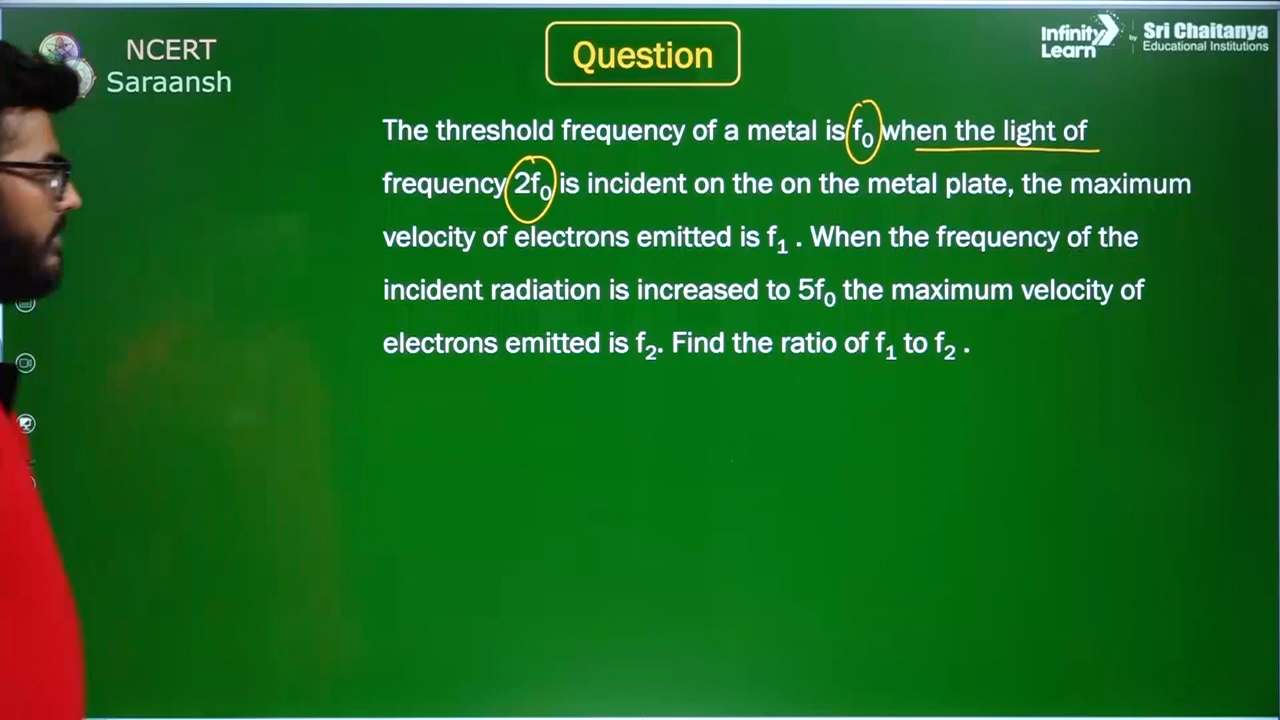 NCERT
Saraansh
Question
Infinity
Learn
by
Sri Chaitanya
Educational Institutions
The threshold frequency of a metal is f₀ when the light of
frequency 2f₀ is incident on the on the metal plate, the maximum
velocity of electrons emitted is f₁ . When the frequency of the
incident radiation is increased to 5f₀ the maximum velocity of
electrons emitted is f₂. Find the ratio of f₁ to f₂ .